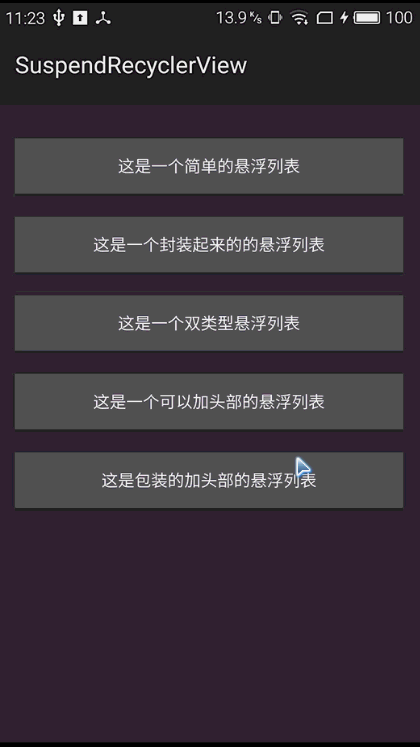 11:23 13.9 K/s 100
SuspendRecyclerView
这是一个简单的悬浮列表
这是一个封装起来的的悬浮列表
这是一个双类型悬浮列表
这是一个可以加头部的悬浮列表
这是包装的加头部的悬浮列表